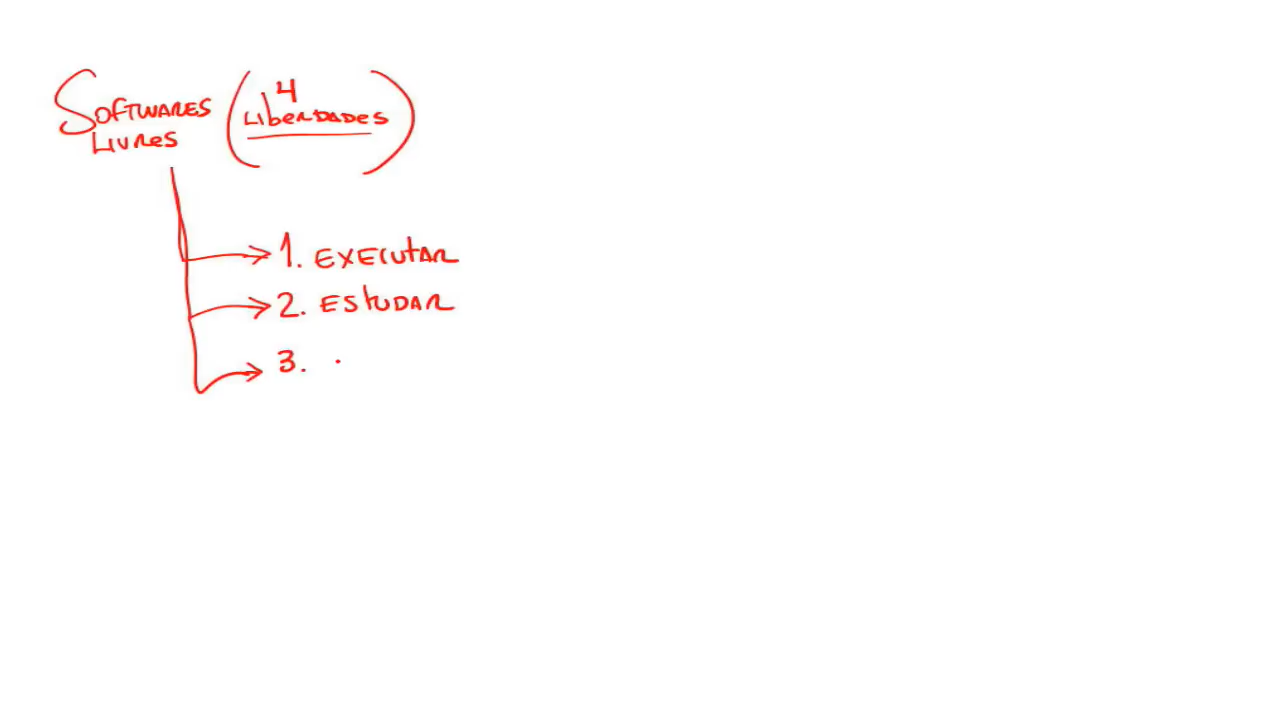 SOFTWARES
LIVRES
(4
LIBERDADES)
1. EXECUTAR
2. ESTUDAR
3.